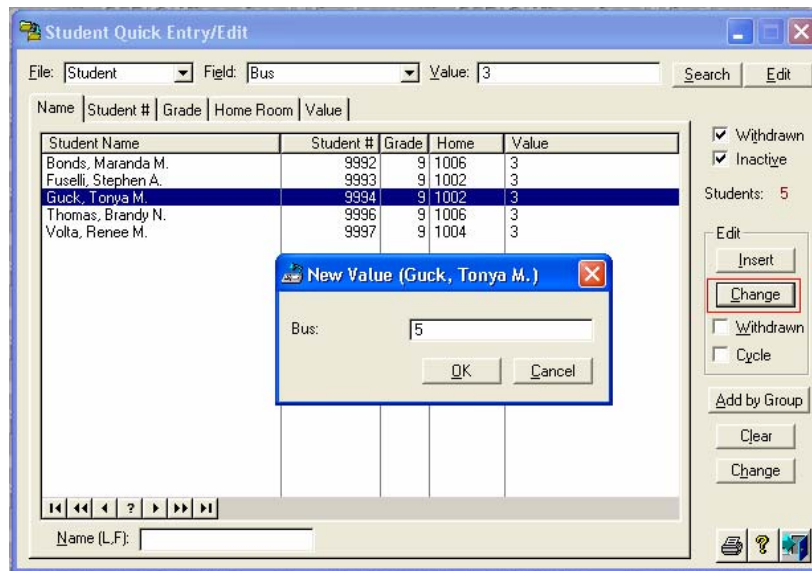 Student Quick Entry/Edit
File: Student Field: Bus Value: 3 Search Edit
Name Student # Grade Home Room Value
Student Name Student # Grade Home Value
Bonds, Maranda M. 9992 9 1006 3
Fuselli, Stephen A. 9993 9 1002 3
Guck, Tonya M. 9994 9 1002 3
Thomas, Brandy N. 9996 9 1006 3
Volta, Renee M. 9997 9 1004 3
Withdrawn
Inactive
Students: 5
Edit
Insert
Change
Withdrawn
Cycle
Add by Group
Clear
Change
New Value (Guck, Tonya M.)
Bus: 5
OK Cancel
?
Name (L,F):
?